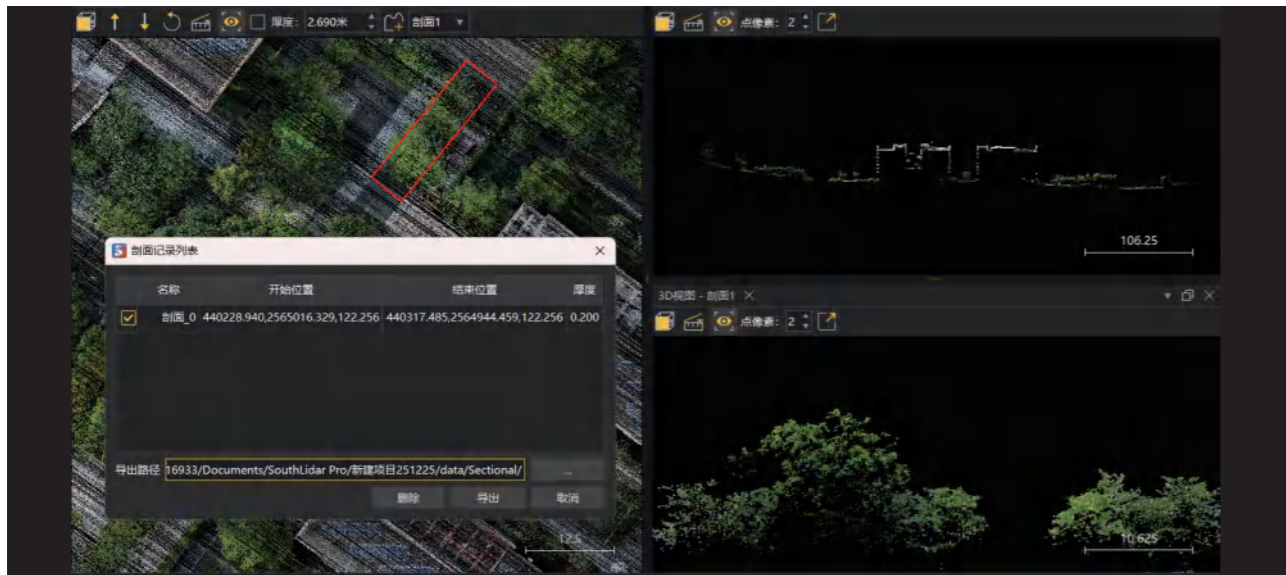 厚度: 2.690米 剖面1
点像素: 2
106.25
剖面记录列表
名称 开始位置 结束位置 厚度
剖面_0 440228.940,2565016.329,122.256 440317.485,2564944.459,122.256 0.200
导出路径 16933/Documents/SouthLidar Pro/新建项目251225/data/Sectional/ ...
删除 导出 取消
12.5
3D视图 - 剖面1
点像素: 2
10.625